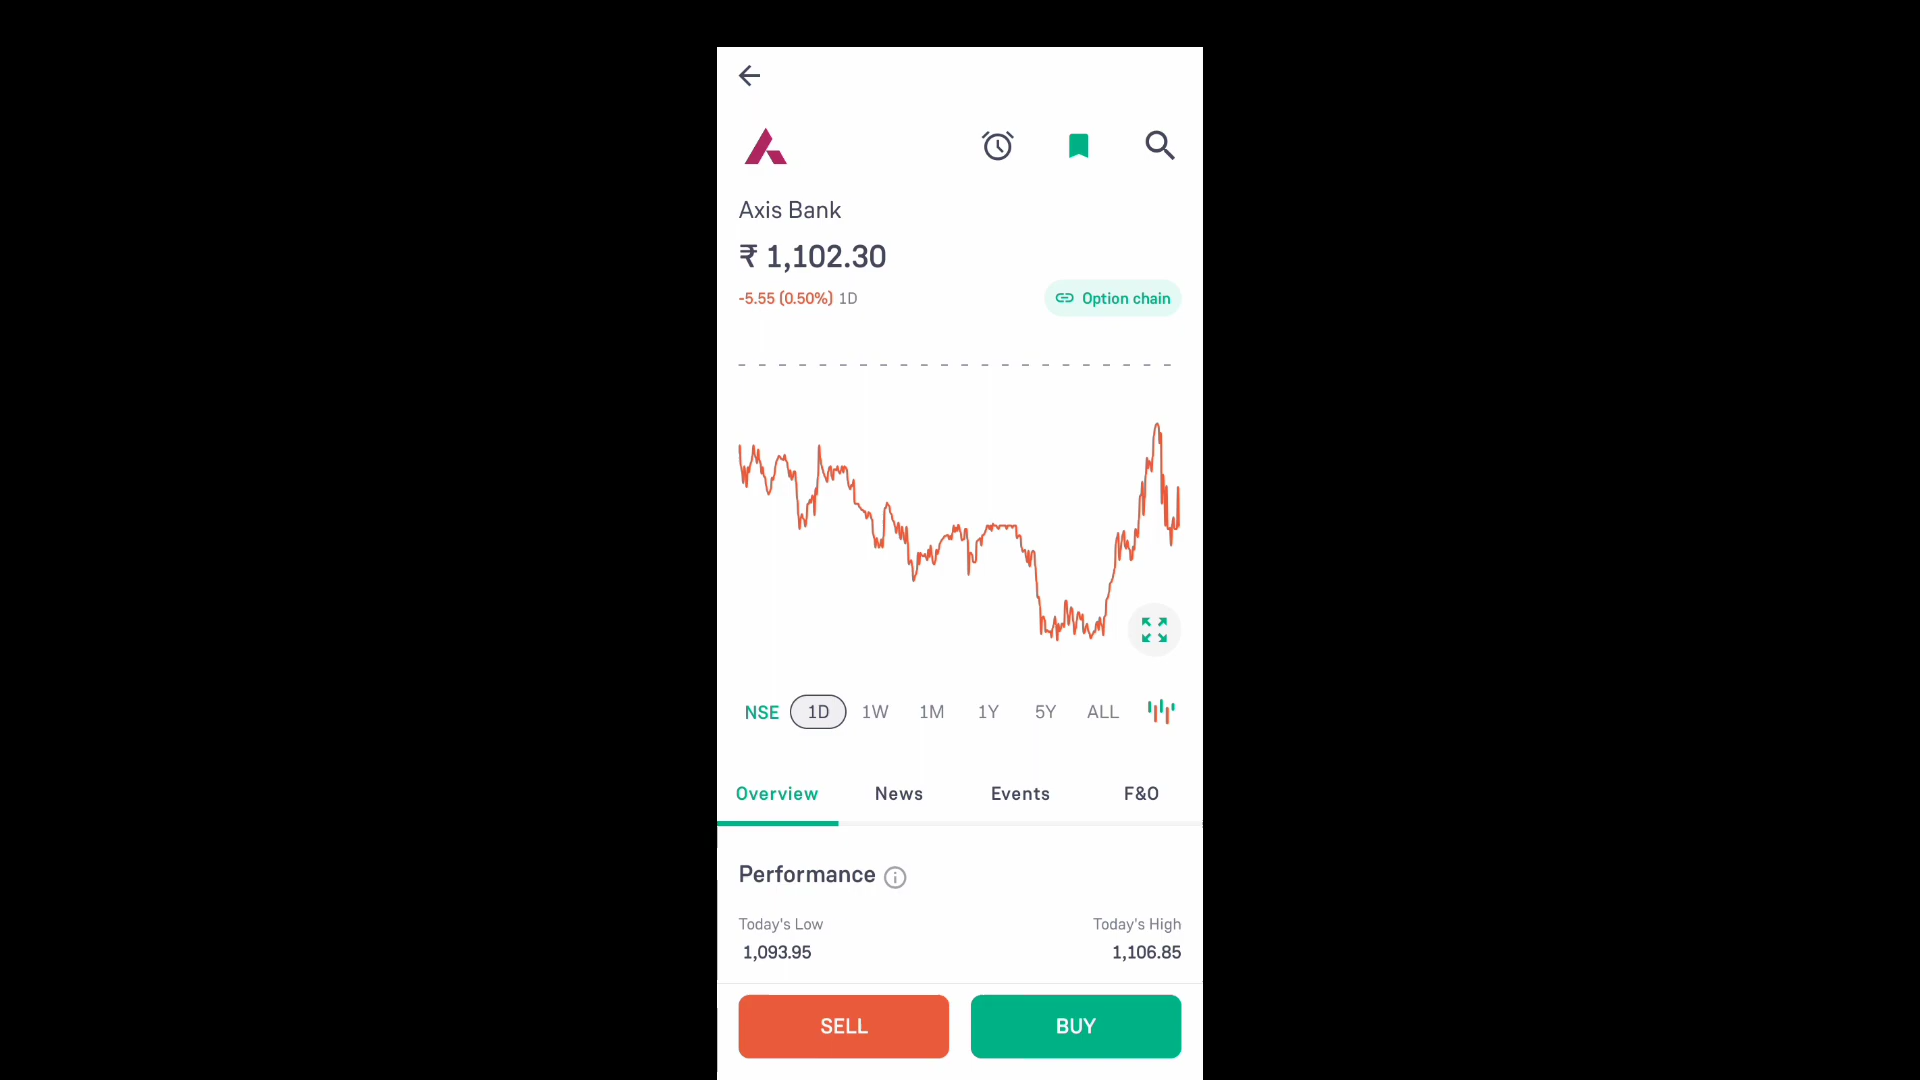 Axis Bank
₹ 1,102.30
-5.55 (0.50%) 1D
Option chain
NSE 1D 1W 1M 1Y 5Y ALL
Overview News Events F&O
Performance
Today's Low Today's High
1,093.95 1,106.85
SELL BUY